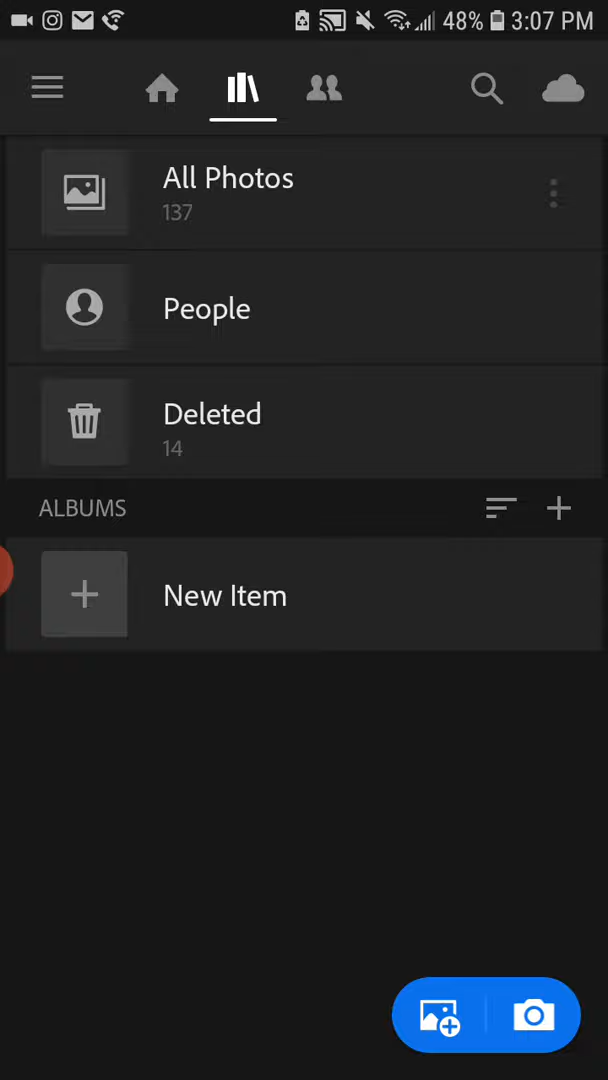 48% 3:07 PM
All Photos
137
People
Deleted
14
ALBUMS
New Item